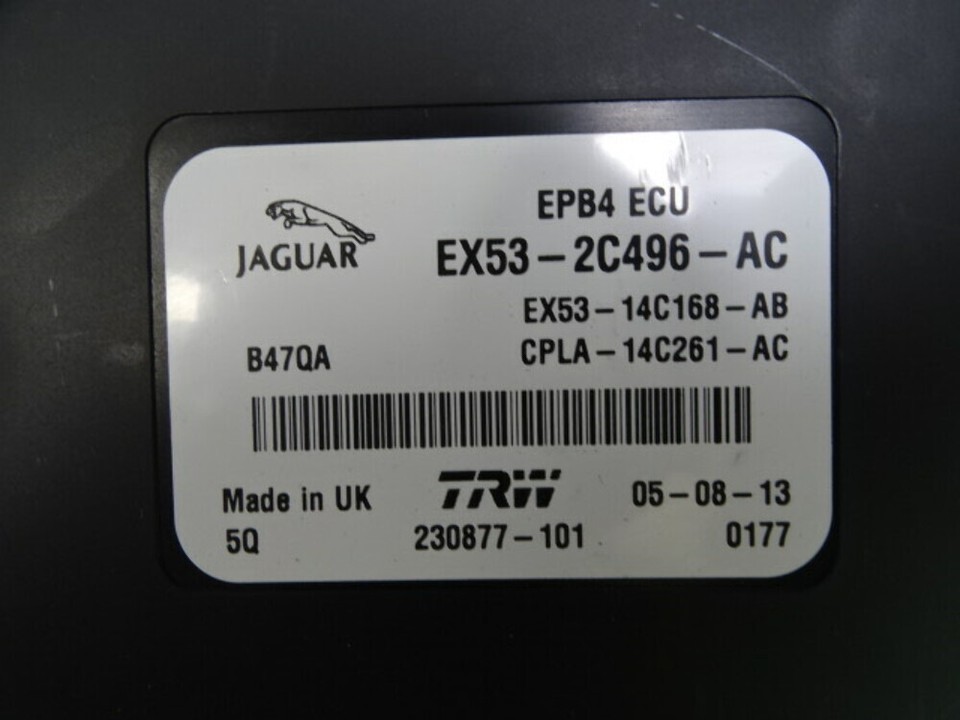 EPB4 ECU
JAGUAR
EX53-2C496-AC
EX53-14C168-AB
B47QA CPLA-14C261-AC
Made in UK TRW 05-08-13
5Q 230877-101 0177